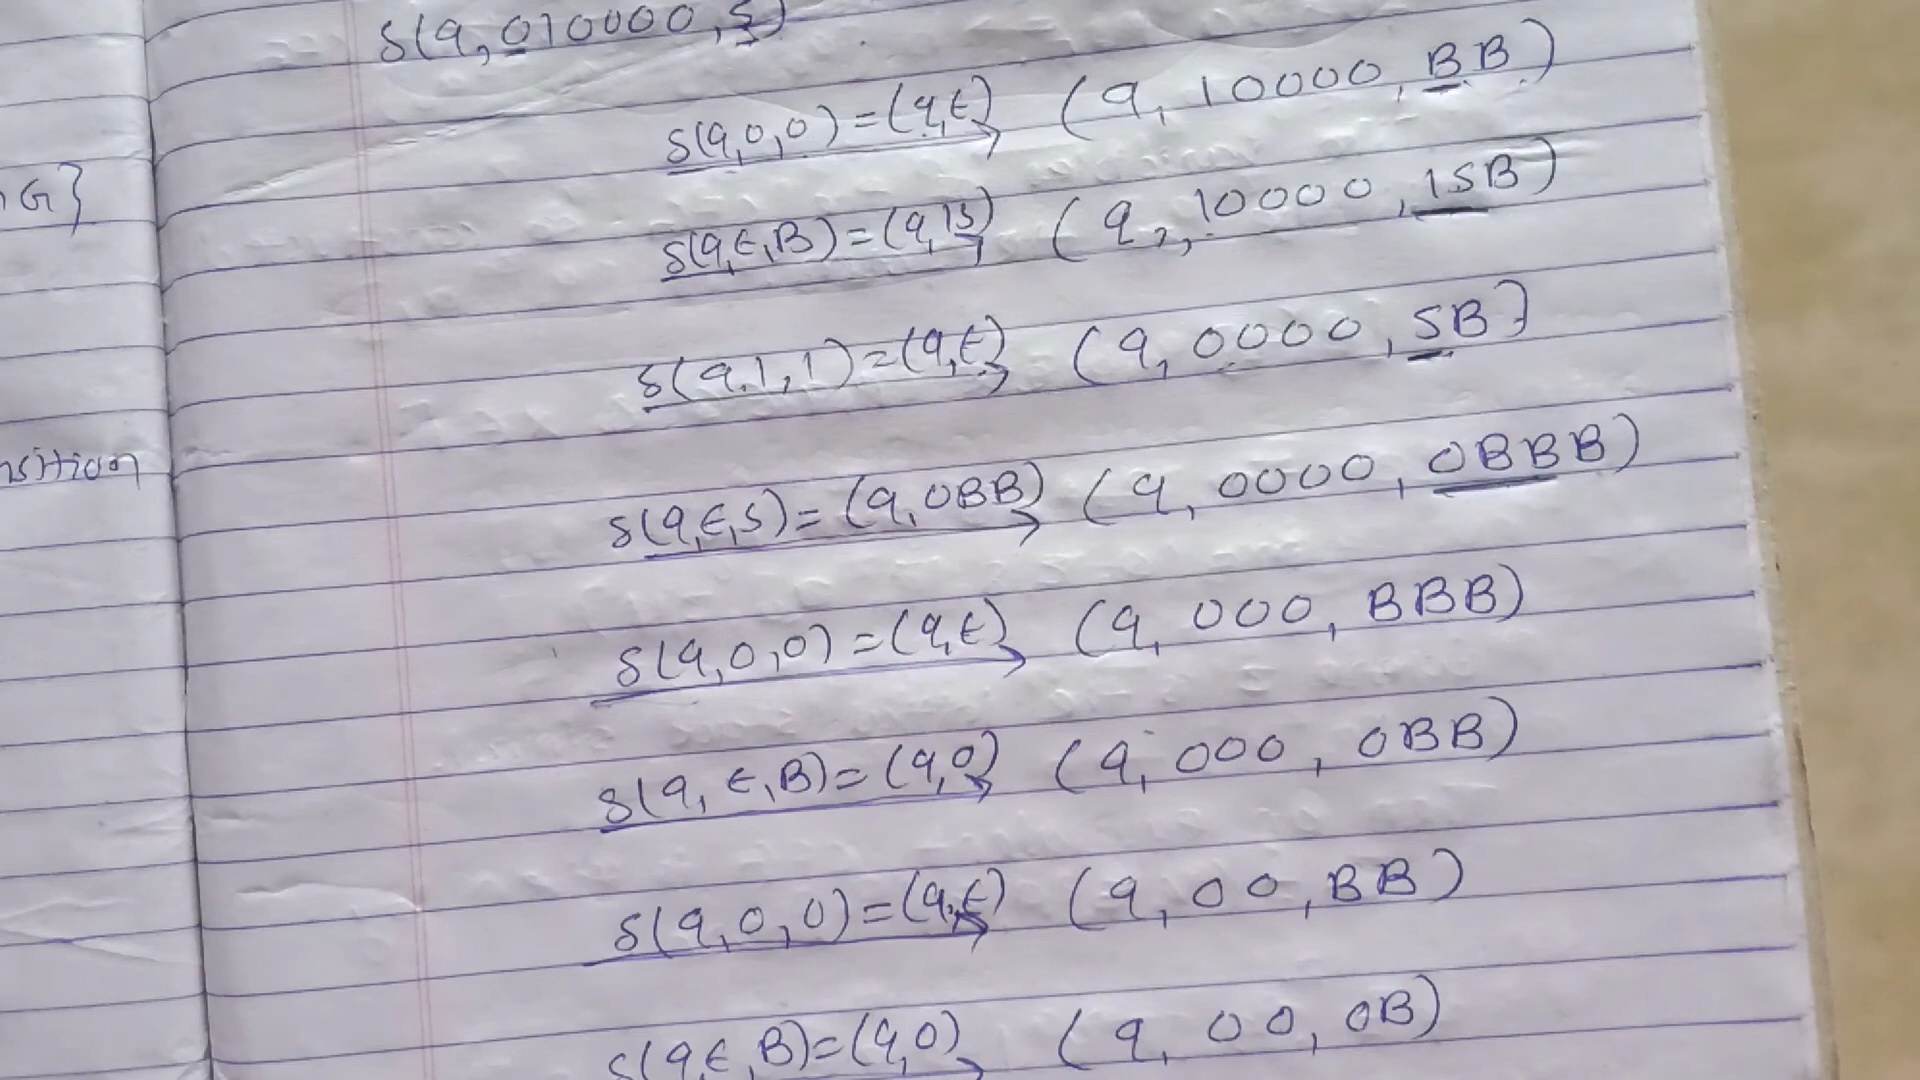 δ(q, 010000, S)
δ(q,0,0)=(q,ε) (q, 10000, BB)
δ(q,ε,B)=(q,1S) (q, 10000, 1SB)
δ(q,1,1)=(q,ε) (q, 0000, SB)
δ(q,ε,S)=(q,0BB) (q, 0000, 0BBB)
δ(q,0,0)=(q,ε) (q, 000, BBB)
δ(q,ε,B)=(q,0) (q, 000, 0BB)
δ(q,0,0)=(q,ε) (q, 00, BB)
δ(q,ε,B)=(q,0) (q, 00, 0B)